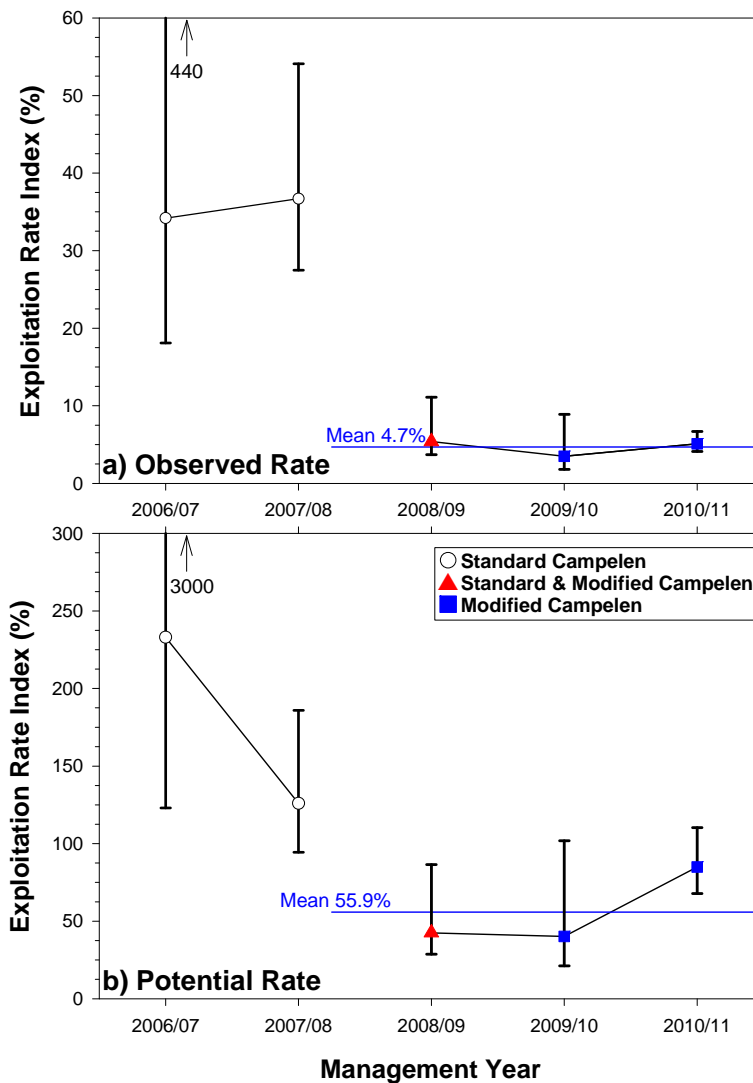 60
50
40
30
20
10
0
Exploitation Rate Index (%)
440
Mean 4.7%
a) Observed Rate
2006/07 2007/08 2008/09 2009/10 2010/11
300
250
200
150
100
50
0
Exploitation Rate Index (%)
3000
Standard Campelen
Standard & Modified Campelen
Modified Campelen
Mean 55.9%
b) Potential Rate
2006/07 2007/08 2008/09 2009/10 2010/11
Management Year